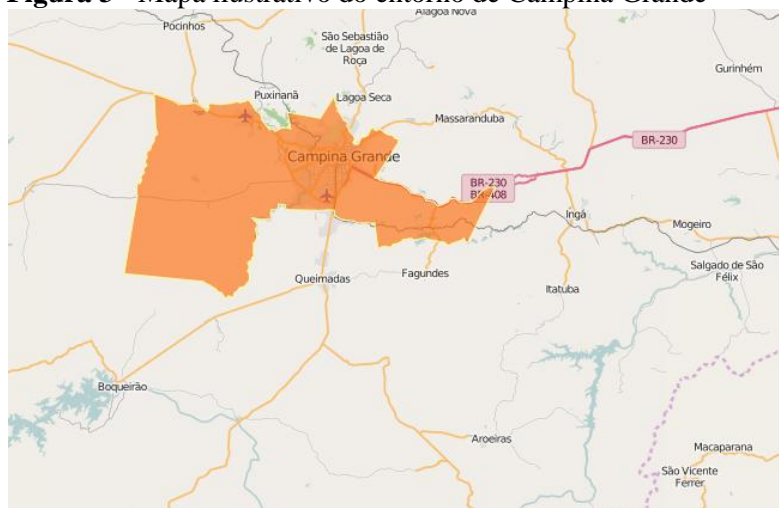 Figura 3 - Mapa ilustrativo do entorno de Campina Grande
Alagoa Nova
Pocinhos
São Sebastião
de Lagoa de
Roça
Gurinhém
Puxinanã
Lagoa Seca
Massaranduba
BR-230
Campina Grande
BR-230
BR-408
Ingá
Mogeiro
Queimadas
Fagundes
Salgado de São
Félix
Itatuba
Boqueirão
Aroeiras
Macaparana
São Vicente
Ferrer